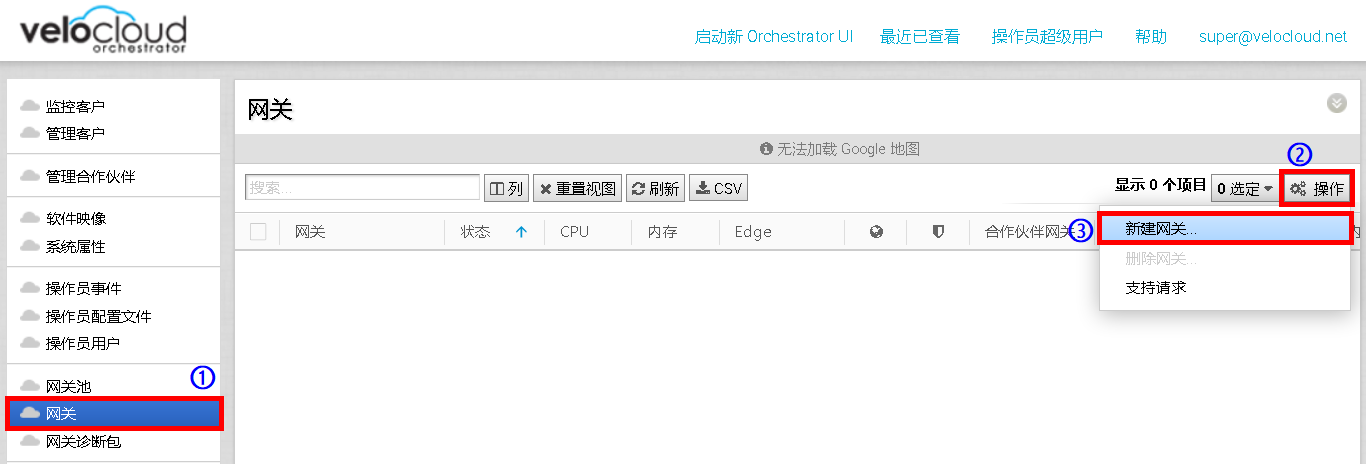 velocloud
orchestrator
启动新 Orchestrator UI 最近已查看 操作员超级用户 帮助 super@velocloud.net
监控客户
管理客户
管理合作伙伴
软件映像
系统属性
操作员事件
操作员配置文件
操作员用户
网关池
①
网关
网关诊断包
网关
无法加载 Google 地图
②
搜索... 列 重置视图 刷新 CSV 显示 0 个项目 0 选定 操作
网关 状态 CPU 内存 Edge 合作伙伴网关 内
③ 新建网关...
删除网关...
支持请求